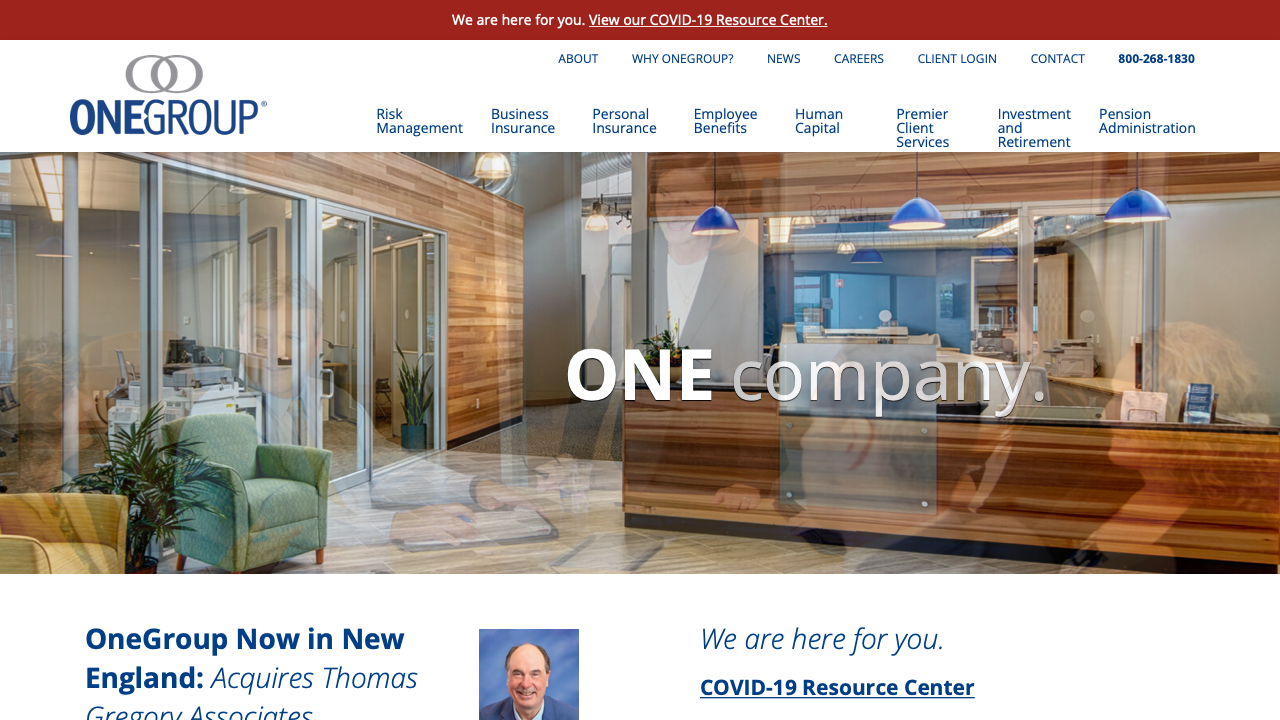 We are here for you. View our COVID-19 Resource Center.
ABOUT WHY ONEGROUP? NEWS CAREERS CLIENT LOGIN CONTACT 800-268-1830
ONEGROUP®
Risk
Management
Business
Insurance
Personal
Insurance
Employee
Benefits
Human
Capital
Premier
Client
Services
Investment
and
Retirement
Pension
Administration
ONE company.
OneGroup Now in New
England: Acquires Thomas
Gregory Associates
We are here for you.
COVID-19 Resource Center